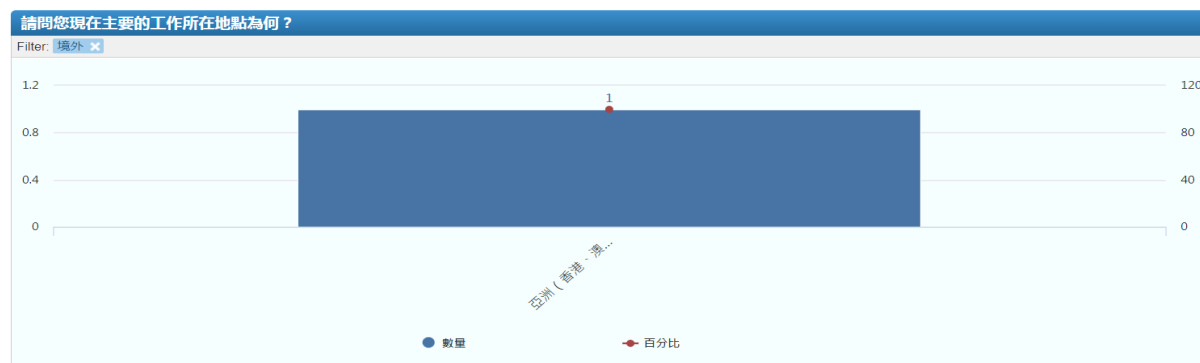 請問您現在主要的工作所在地點為何？
Filter: 境外 ×
1.2 120
1
0.8 80
0.4 40
0 0
亞洲（香港、澳...
數量 百分比